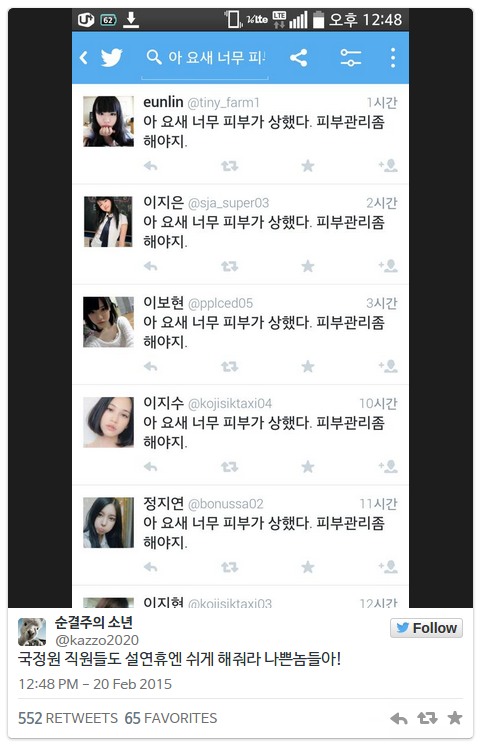 62
LTE
LTE
오후 12:48
아 요새 너무 피부
eunlin @tiny_farm1 1시간
아 요새 너무 피부가 상했다. 피부관리좀
해야지.
이지은 @sja_super03 2시간
아 요새 너무 피부가 상했다. 피부관리좀
해야지.
이보현 @pplced05 3시간
아 요새 너무 피부가 상했다. 피부관리좀
해야지.
이지수 @kojisiktaxi04 10시간
아 요새 너무 피부가 상했다. 피부관리좀
해야지.
정지연 @bonussa02 11시간
아 요새 너무 피부가 상했다. 피부관리좀
해야지.
이지현 @kojisiktaxi03 12시간
순결주의 소년
@kazzo2020
Follow
국정원 직원들도 설연휴엔 쉬게 해줘라 나쁜놈들아!
12:48 PM - 20 Feb 2015
552 RETWEETS 65 FAVORITES